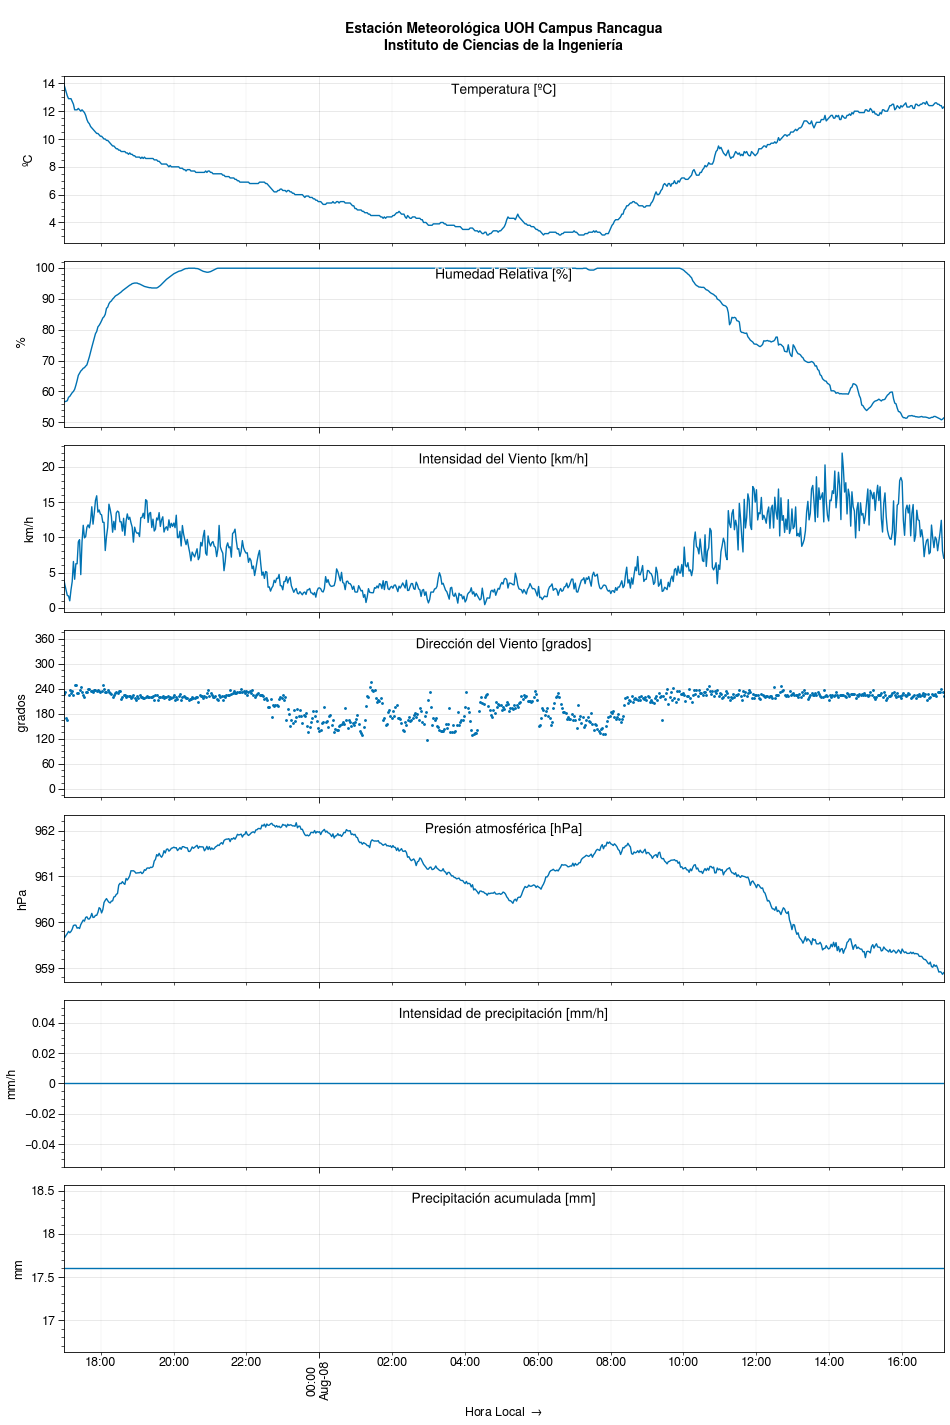 Estación Meteorológica UOH Campus Rancagua
Instituto de Ciencias de la Ingeniería
Temperatura [ºC]
14
12
10
8
6
4
ºC
Humedad Relativa [%]
100
90
80
70
60
50
%
Intensidad del Viento [km/h]
20
15
10
5
0
km/h
Dirección del Viento [grados]
360
300
240
180
120
60
0
grados
Presión atmosférica [hPa]
962
961
960
959
hPa
Intensidad de precipitación [mm/h]
0.04
0.02
0
−0.02
−0.04
mm/h
Precipitación acumulada [mm]
18.5
18
17.5
17
mm
18:00 20:00 22:00 00:00 02:00 04:00 06:00 08:00 10:00 12:00 14:00 16:00
Aug-08
Hora Local →